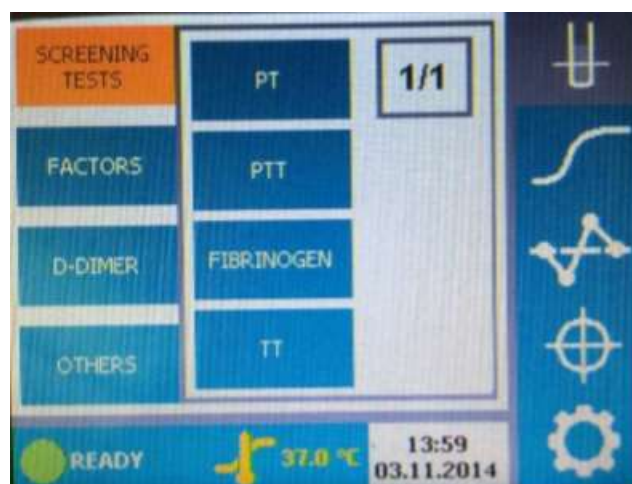 SCREENING
TESTS
PT
1/1
FACTORS
PTT
D-DIMER
FIBRINOGEN
OTHERS
TT
READY
37.0 °C
13:59
03.11.2014